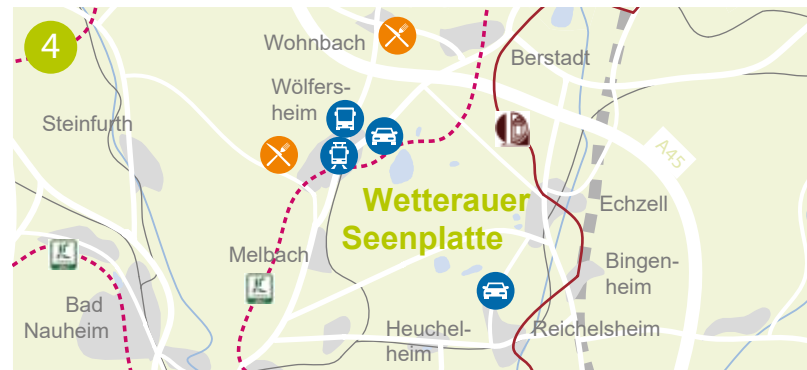 4
Wohnbach
Berstadt
Wölfers-
heim
Steinfurth
A45
Wetterauer
Seenplatte
Echzell
Melbach
Bingen-
heim
Bad
Nauheim
Heuchel-
heim
Reichelsheim